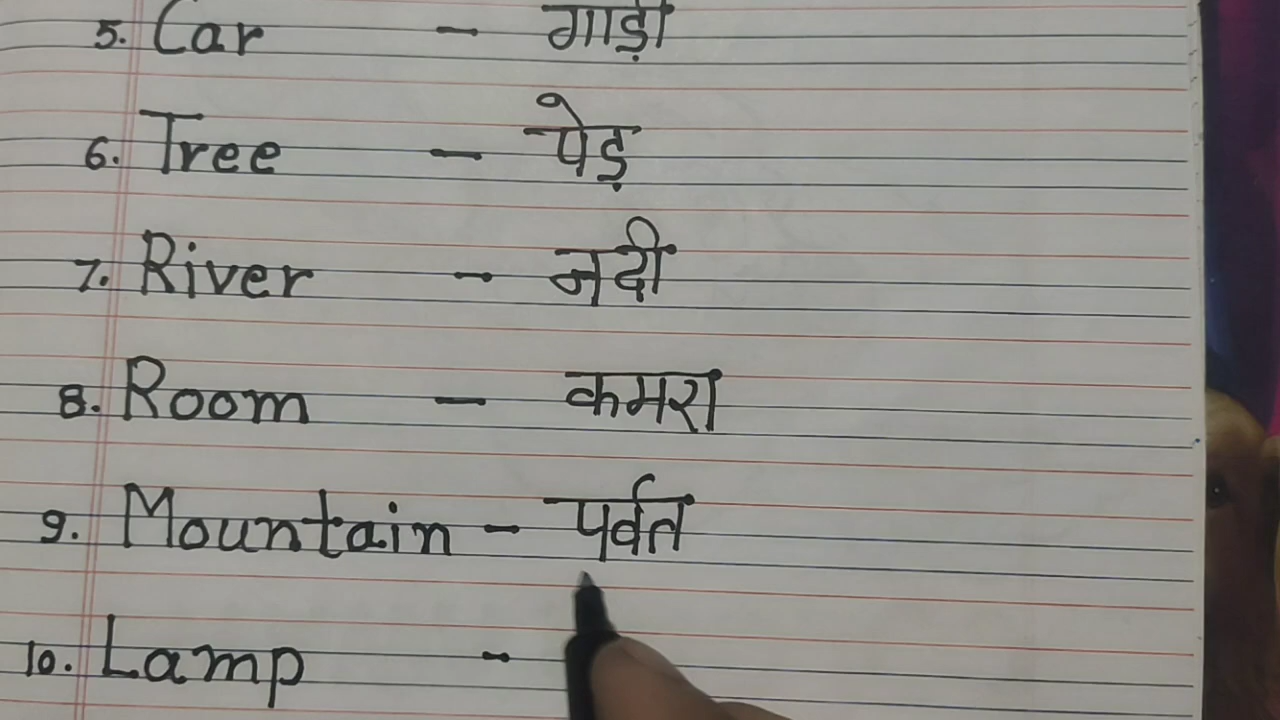 5. Car - गाड़ी
6. Tree - पेड़
7. River - नदी
8. Room - कमरा
9. Mountain - पर्वत
10. Lamp -